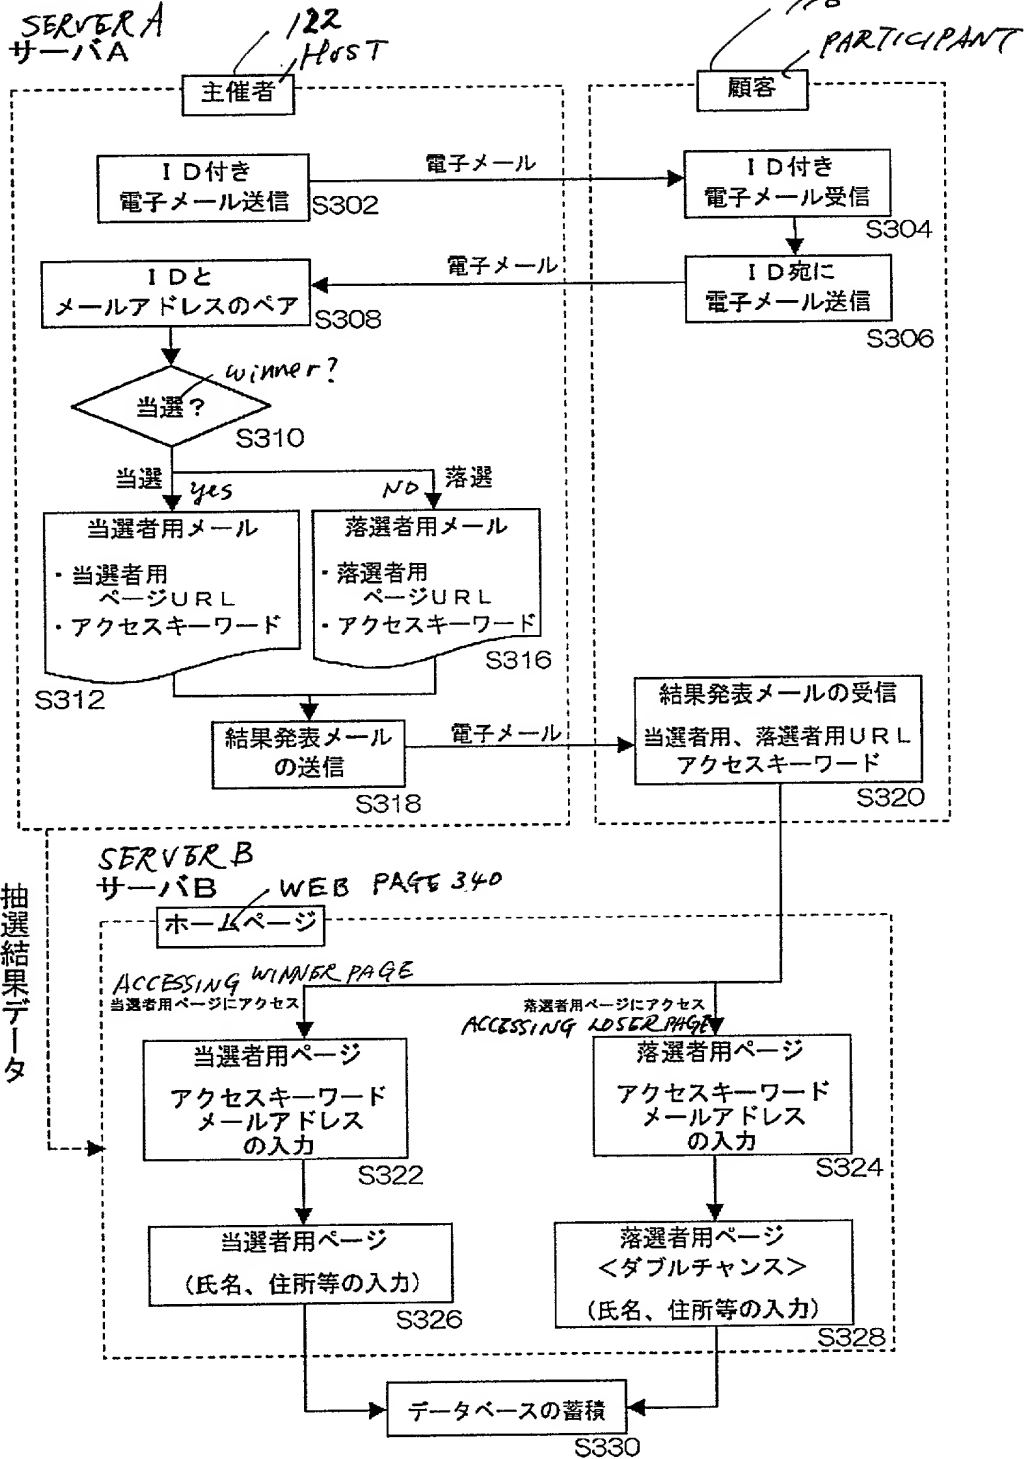 SERVER A
サーバA
122
HOST
PARTICIPANT
主催者
顧客
ＩＤ付き
電子メール送信
S302
電子メール
ＩＤ付き
電子メール受信
S304
ＩＤ宛に
電子メール送信
S306
電子メール
ＩＤと
メールアドレスのペア
S308
winner?
当選？
S310
当選
yes
NO
落選
当選者用メール
・当選者用
ページＵＲＬ
・アクセスキーワード
S312
落選者用メール
・落選者用
ページＵＲＬ
・アクセスキーワード
S316
結果発表メール
の送信
S318
電子メール
結果発表メールの受信
当選者用、落選者用ＵＲＬ
アクセスキーワード
S320
抽選結果データ
SERVER B
サーバB
WEB PAGE 340
ホームページ
ACCESSING WINNER PAGE
当選者用ページにアクセス
落選者用ページにアクセス
ACCESSING LOSER PAGE
当選者用ページ
アクセスキーワード
メールアドレス
の入力
S322
落選者用ページ
アクセスキーワード
メールアドレス
の入力
S324
当選者用ページ
（氏名、住所等の入力）
S326
落選者用ページ
＜ダブルチャンス＞
（氏名、住所等の入力）
S328
データベースの蓄積
S330